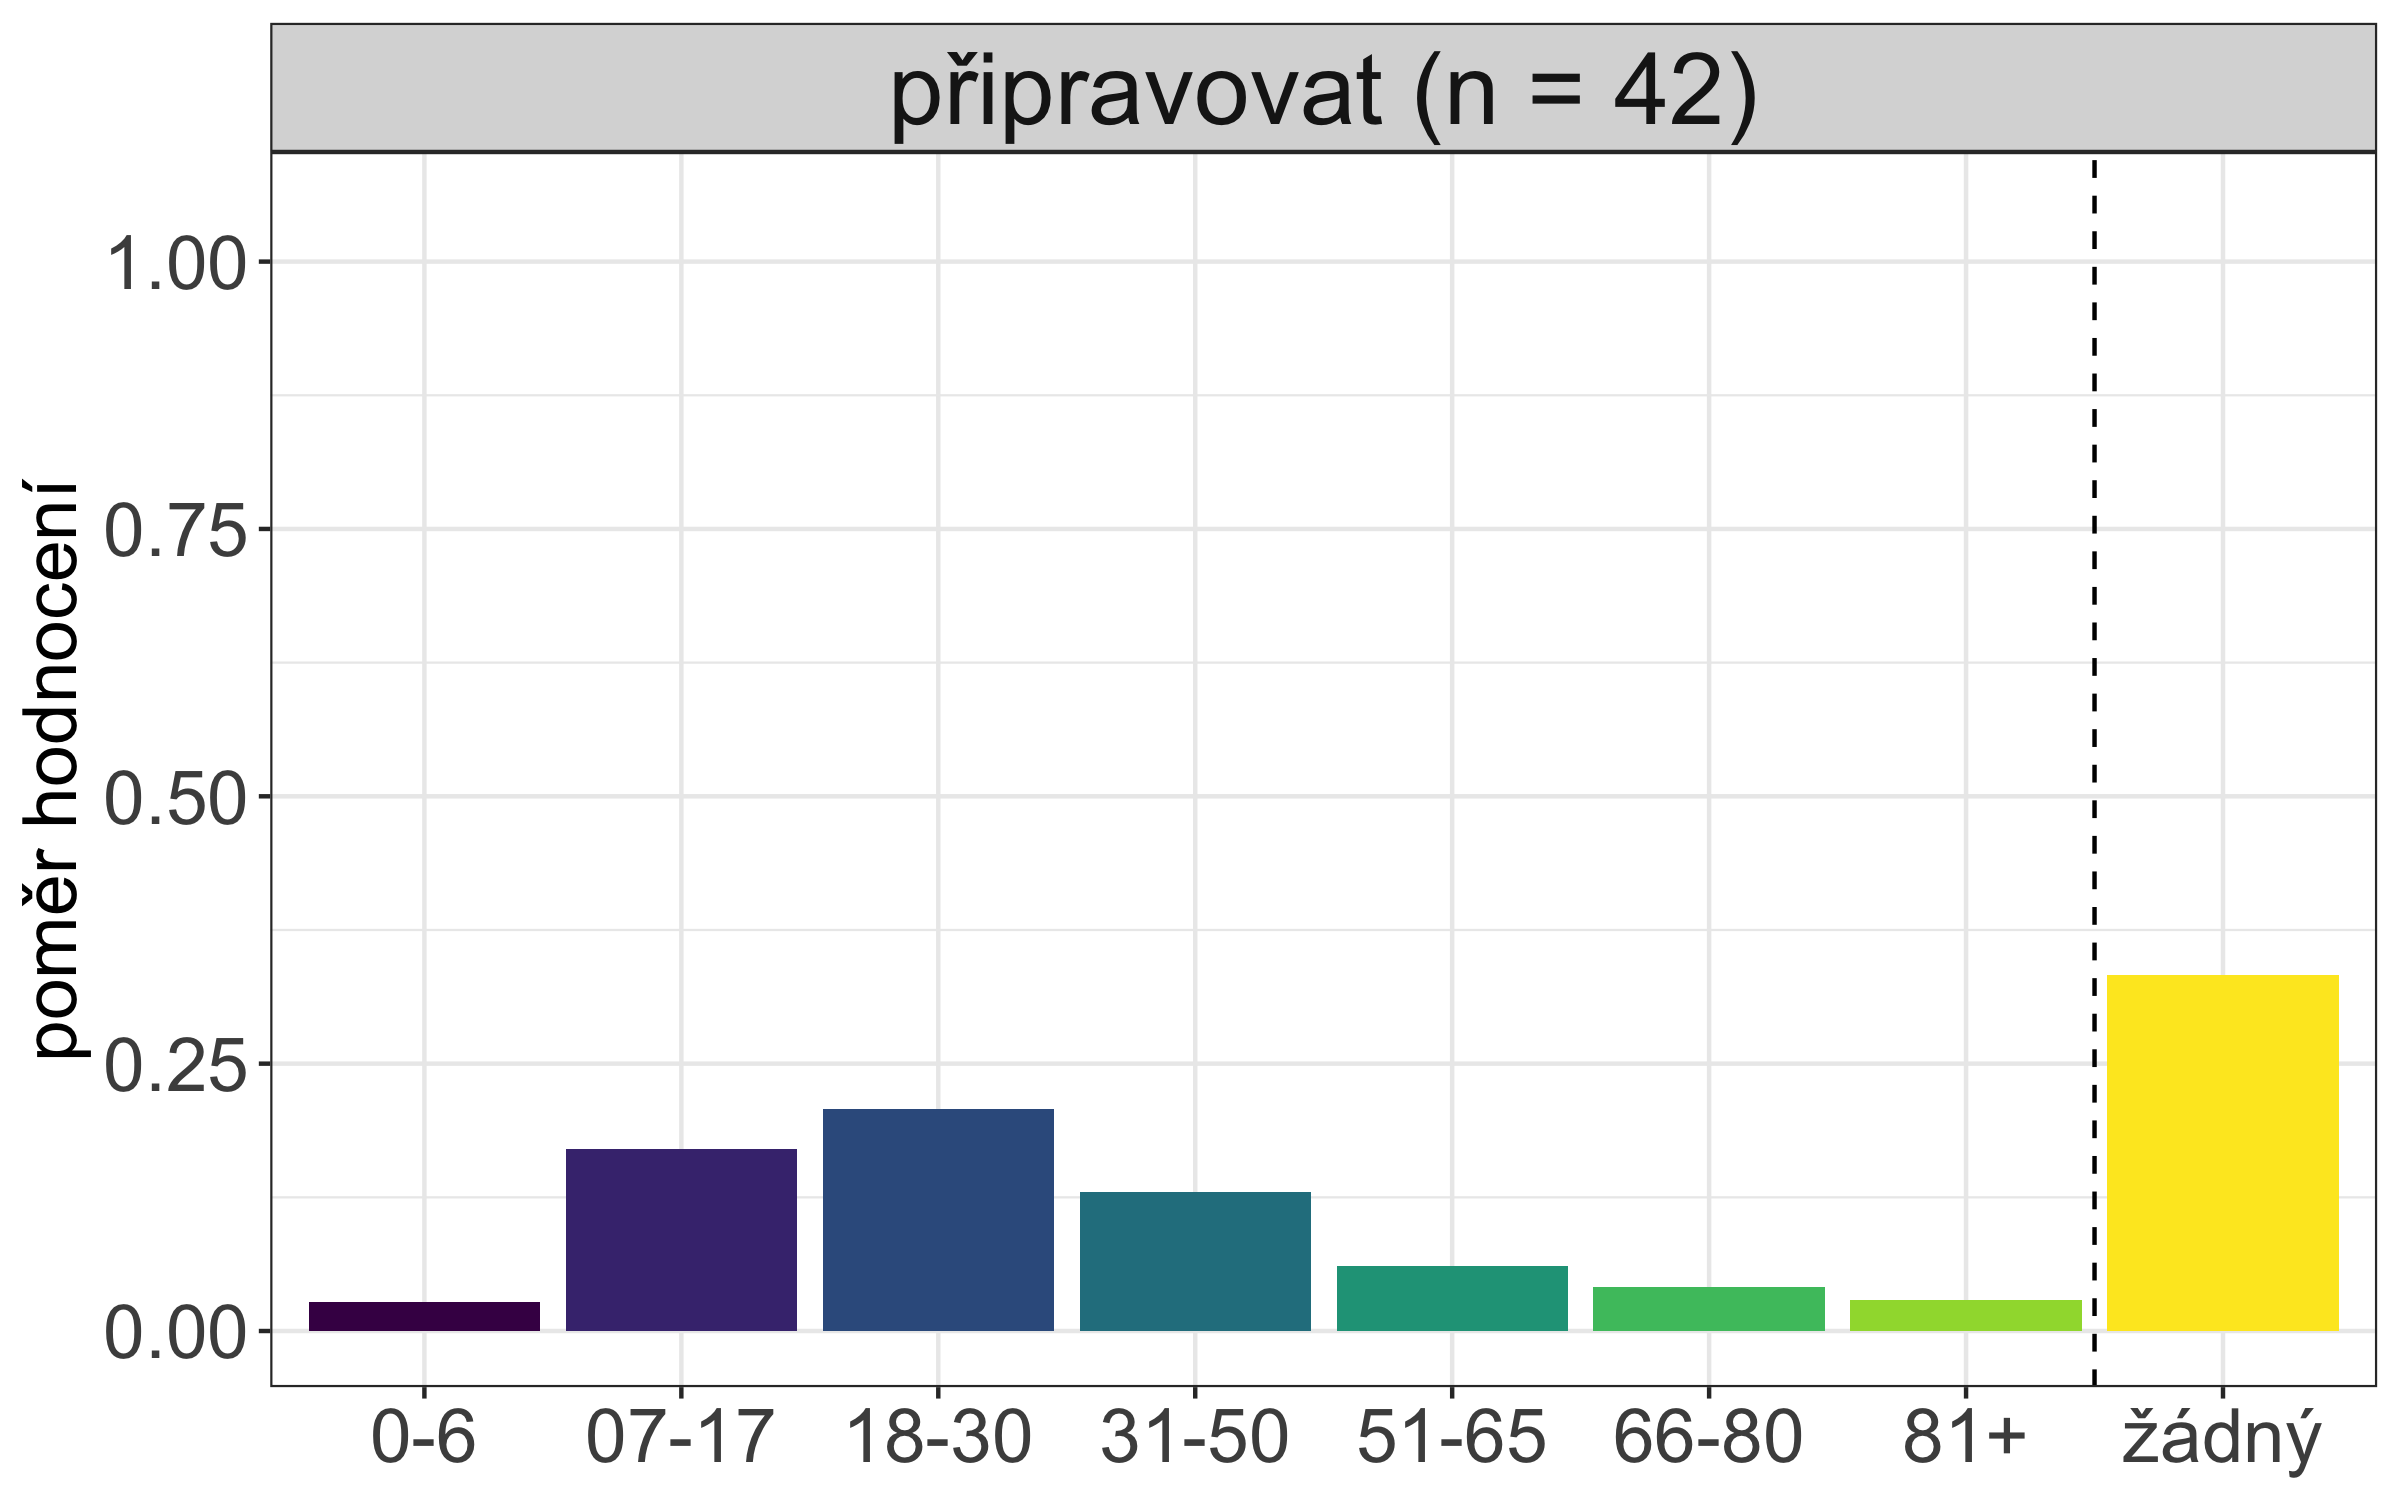 připravovat (n = 42)
poměr hodnocení
1.00
0.75
0.50
0.25
0.00
0-6 07-17 18-30 31-50 51-65 66-80 81+ žádný